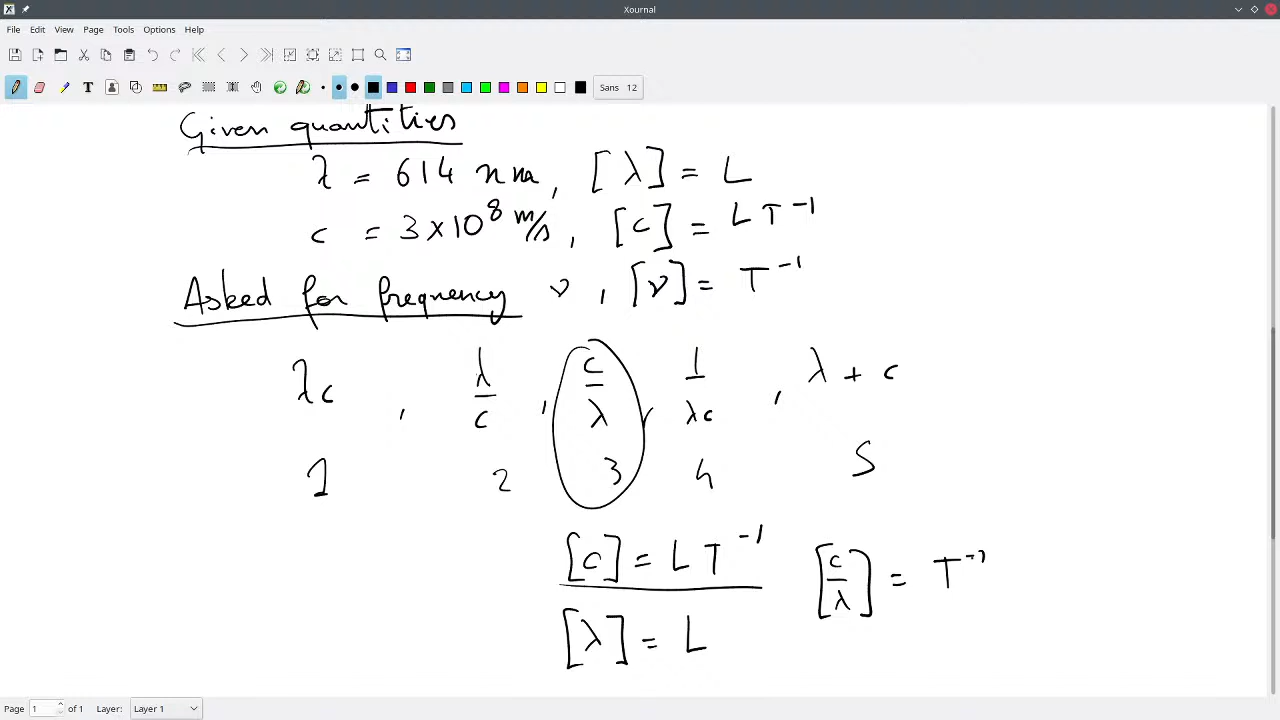 Xournal
File Edit View Page Tools Options Help
Sans 12
Given quantities
λ = 614 nm, [λ] = L
c = 3×10⁸ m/s, [c] = L T⁻¹
Asked for frequency ν, [ν] = T⁻¹
λc , λ/c , c/λ , 1/λc , λ + c
1 2 3 4 5
[c] = L T⁻¹ [c/λ] = T⁻¹
[λ] = L
Page 1 of 1 Layer: Layer 1